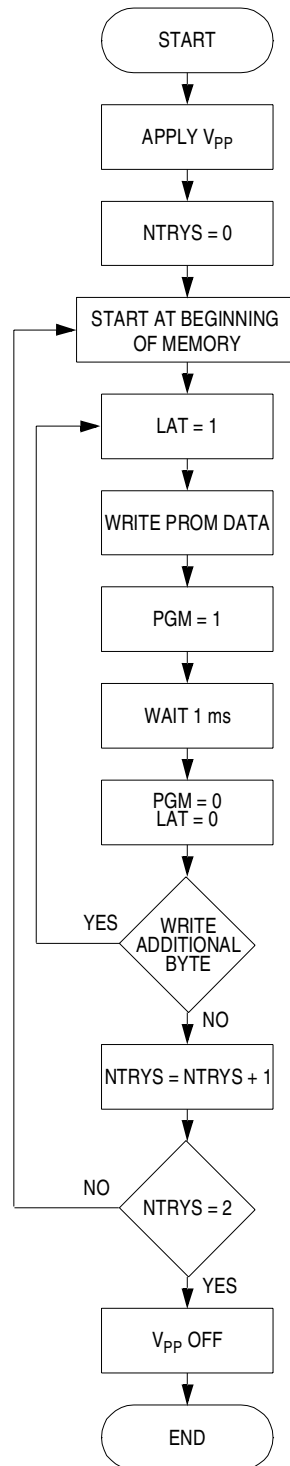 START
APPLY VPP
NTRYS = 0
START AT BEGINNING
OF MEMORY
LAT = 1
WRITE PROM DATA
PGM = 1
WAIT 1 ms
PGM = 0
LAT = 0
YES
WRITE
ADDITIONAL
BYTE
NO
NTRYS = NTRYS + 1
NO
NTRYS = 2
YES
VPP OFF
END